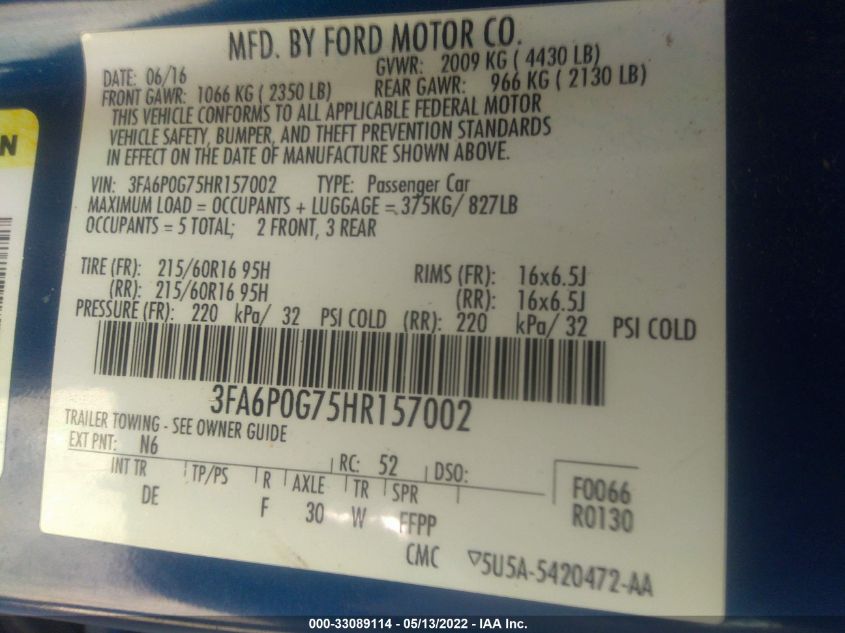 MFD. BY FORD MOTOR CO.
DATE: 06/16 GVWR: 2009 KG ( 4430 LB)
FRONT GAWR: 1066 KG ( 2350 LB) REAR GAWR: 966 KG ( 2130 LB)
THIS VEHICLE CONFORMS TO ALL APPLICABLE FEDERAL MOTOR
VEHICLE SAFETY, BUMPER, AND THEFT PREVENTION STANDARDS
IN EFFECT ON THE DATE OF MANUFACTURE SHOWN ABOVE.
VIN: 3FA6P0G75HR157002 TYPE: Passenger Car
MAXIMUM LOAD = OCCUPANTS + LUGGAGE = 375KG/ 827LB
OCCUPANTS = 5 TOTAL; 2 FRONT, 3 REAR
TIRE (FR): 215/60R16 95H RIMS (FR): 16x6.5J
(RR): 215/60R16 95H (RR): 16x6.5J
PRESSURE (FR): 220 kPa/ 32 PSI COLD (RR): 220 kPa/ 32 PSI COLD
3FA6P0G75HR157002
TRAILER TOWING - SEE OWNER GUIDE
EXT PNT: N6 RC: 52 DSO:
INT TR TP/PS R AXLE TR SPR F0066
DE F 30 W FFPP R0130
CMC ▽5U5A-5420472-AA
N
000-33089114 - 05/13/2022 - IAA Inc.